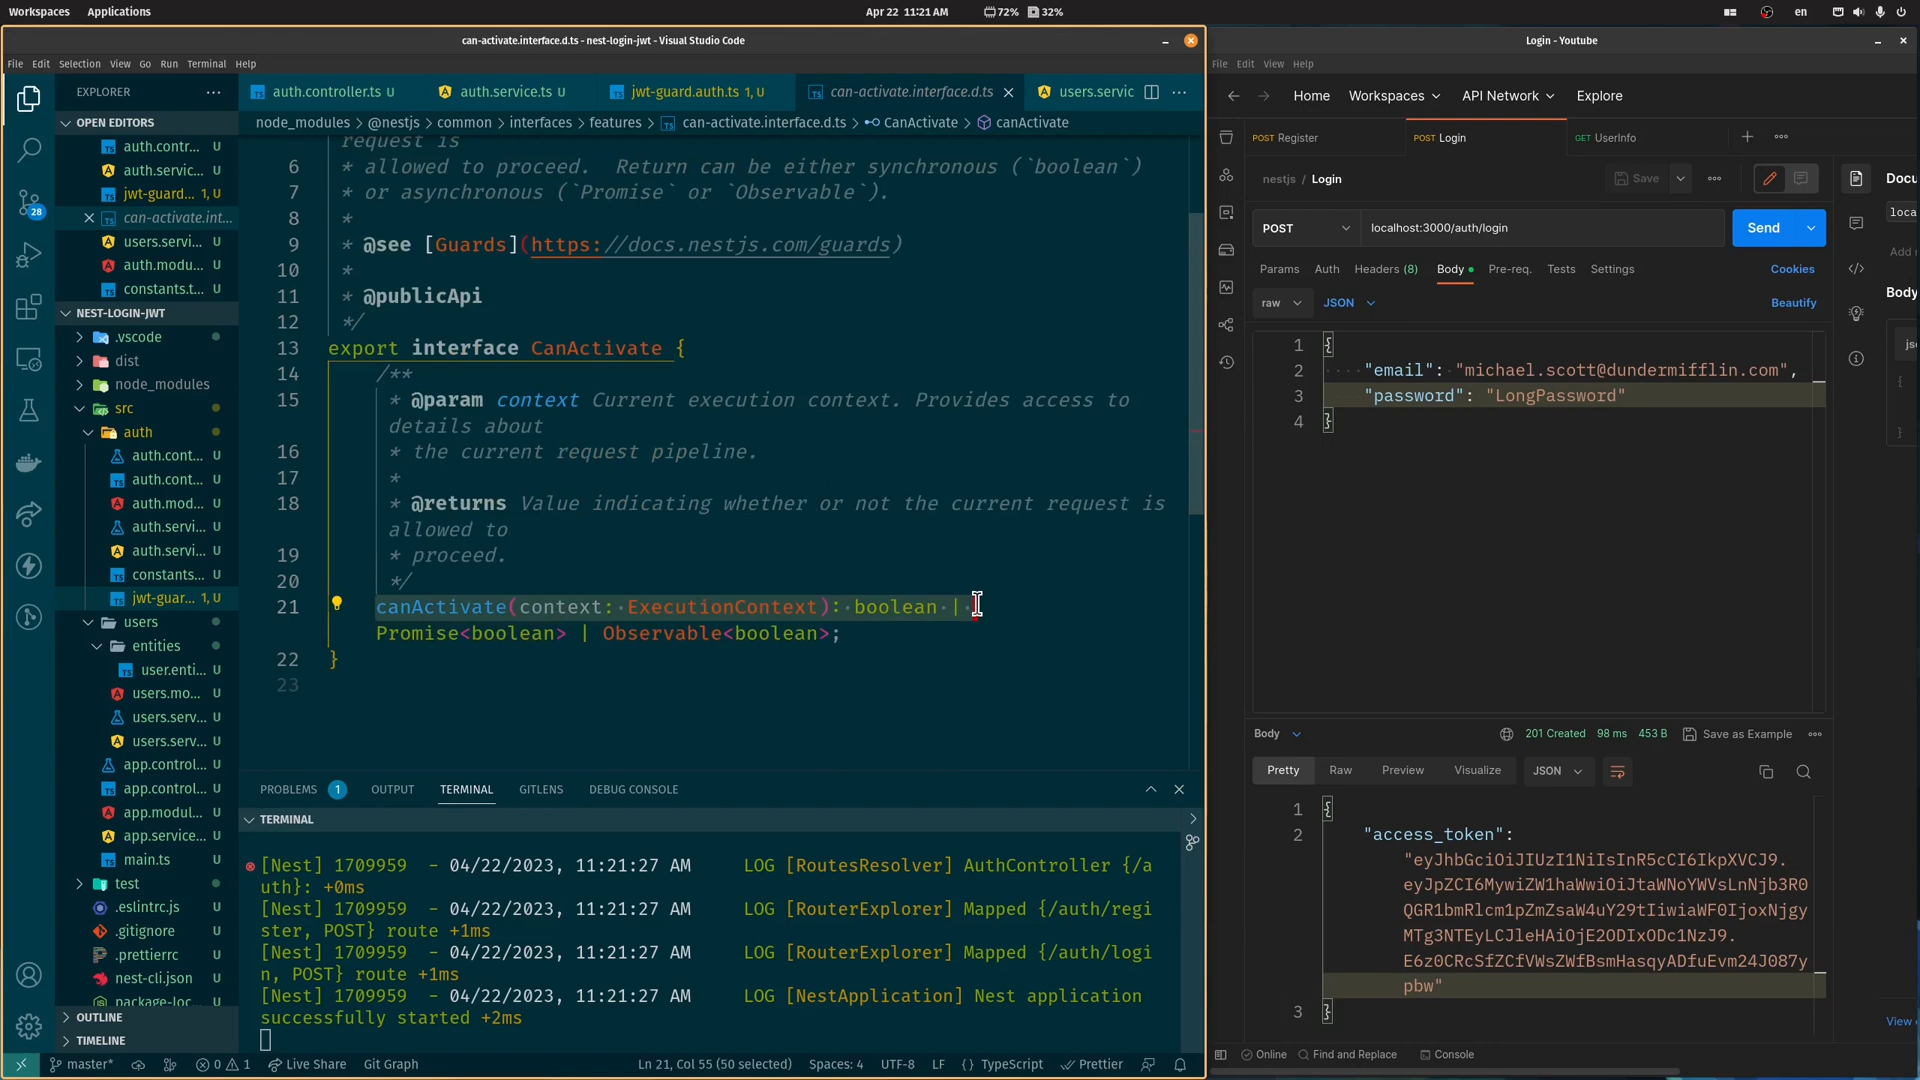 Workspaces Applications Apr 22 11:21 AM 72% 32% en
can-activate.interface.d.ts - nest-login-jwt - Visual Studio Code
File Edit Selection View Go Run Terminal Help
EXPLORER ...
OPEN EDITORS
auth.contr... U
auth.servic... U
jwt-guard... 1, U
can-activate.int...
users.servi... U
auth.modu... U
constants.t... U
NEST-LOGIN-JWT
.vscode
dist
node_modules
src
auth
auth.cont... U
auth.cont... U
auth.mod... U
auth.servi... U
auth.servi... U
constants... U
jwt-guar... 1, U
users
entities
user.enti... U
users.mo... U
users.serv... U
users.serv... U
app.control... U
app.control... U
app.modul... U
app.service... U
main.ts U
test
.eslintrc.js U
.gitignore U
.prettierrc U
nest-cli.json U
package-loc... U
OUTLINE
TIMELINE
28
auth.controller.ts U auth.service.ts U jwt-guard.auth.ts 1, U can-activate.interface.d.ts users.servic ...
node_modules > @nestjs > common > interfaces > features > can-activate.interface.d.ts > CanActivate > canActivate
request is
6 * allowed to proceed. Return can be either synchronous (`boolean`)
7 * or asynchronous (`Promise` or `Observable`).
8 *
9 * @see [Guards](https://docs.nestjs.com/guards)
10 *
11 * @publicApi
12 */
13 export interface CanActivate {
14 /**
15 * @param context Current execution context. Provides access to
details about
16 * the current request pipeline.
17 *
18 * @returns Value indicating whether or not the current request is
allowed to
19 * proceed.
20 */
21 canActivate(context: ExecutionContext): boolean |
Promise<boolean> | Observable<boolean>;
22 }
23
PROBLEMS 1 OUTPUT TERMINAL GITLENS DEBUG CONSOLE
TERMINAL
[Nest] 1709959 - 04/22/2023, 11:21:27 AM LOG [RoutesResolver] AuthController {/a
uth}: +0ms
[Nest] 1709959 - 04/22/2023, 11:21:27 AM LOG [RouterExplorer] Mapped {/auth/regi
ster, POST} route +1ms
[Nest] 1709959 - 04/22/2023, 11:21:27 AM LOG [RouterExplorer] Mapped {/auth/logi
n, POST} route +1ms
[Nest] 1709959 - 04/22/2023, 11:21:27 AM LOG [NestApplication] Nest application
successfully started +2ms
master* 0 1 Live Share Git Graph Ln 21, Col 55 (50 selected) Spaces: 4 UTF-8 LF {} TypeScript Prettier
Login - Youtube
File Edit View Help
Home Workspaces API Network Explore
POST Register POST Login GET UserInfo + ...
nestjs / Login Save ... Docu
POST localhost:3000/auth/login Send loca
Params Auth Headers (8) Body Pre-req. Tests Settings Cookies Add r
raw JSON Beautify Body
1 {
2 "email": "michael.scott@dundermifflin.com",
3 "password": "LongPassword"
4 }
js
{
}
Body 201 Created 98 ms 453 B Save as Example ...
Pretty Raw Preview Visualize JSON
1 {
2 "access_token":
"eyJhbGciOiJIUzI1NiIsInR5cCI6IkpXVCJ9.
eyJpZCI6MywiZW1haWwiOiJtaWNoYWVsLnNjb3R0
QGR1bmRlcm1pZmZsaW4uY29tIiwiaWF0IjoxNjgy
MTg3NTEyLCJleHAiOjE2ODIxODc1NzJ9.
E6z0CRcSfZCfVWsZWfBsmHasqyADfuEvm24J087y
pbw"
3 }
View c
Online Find and Replace Console